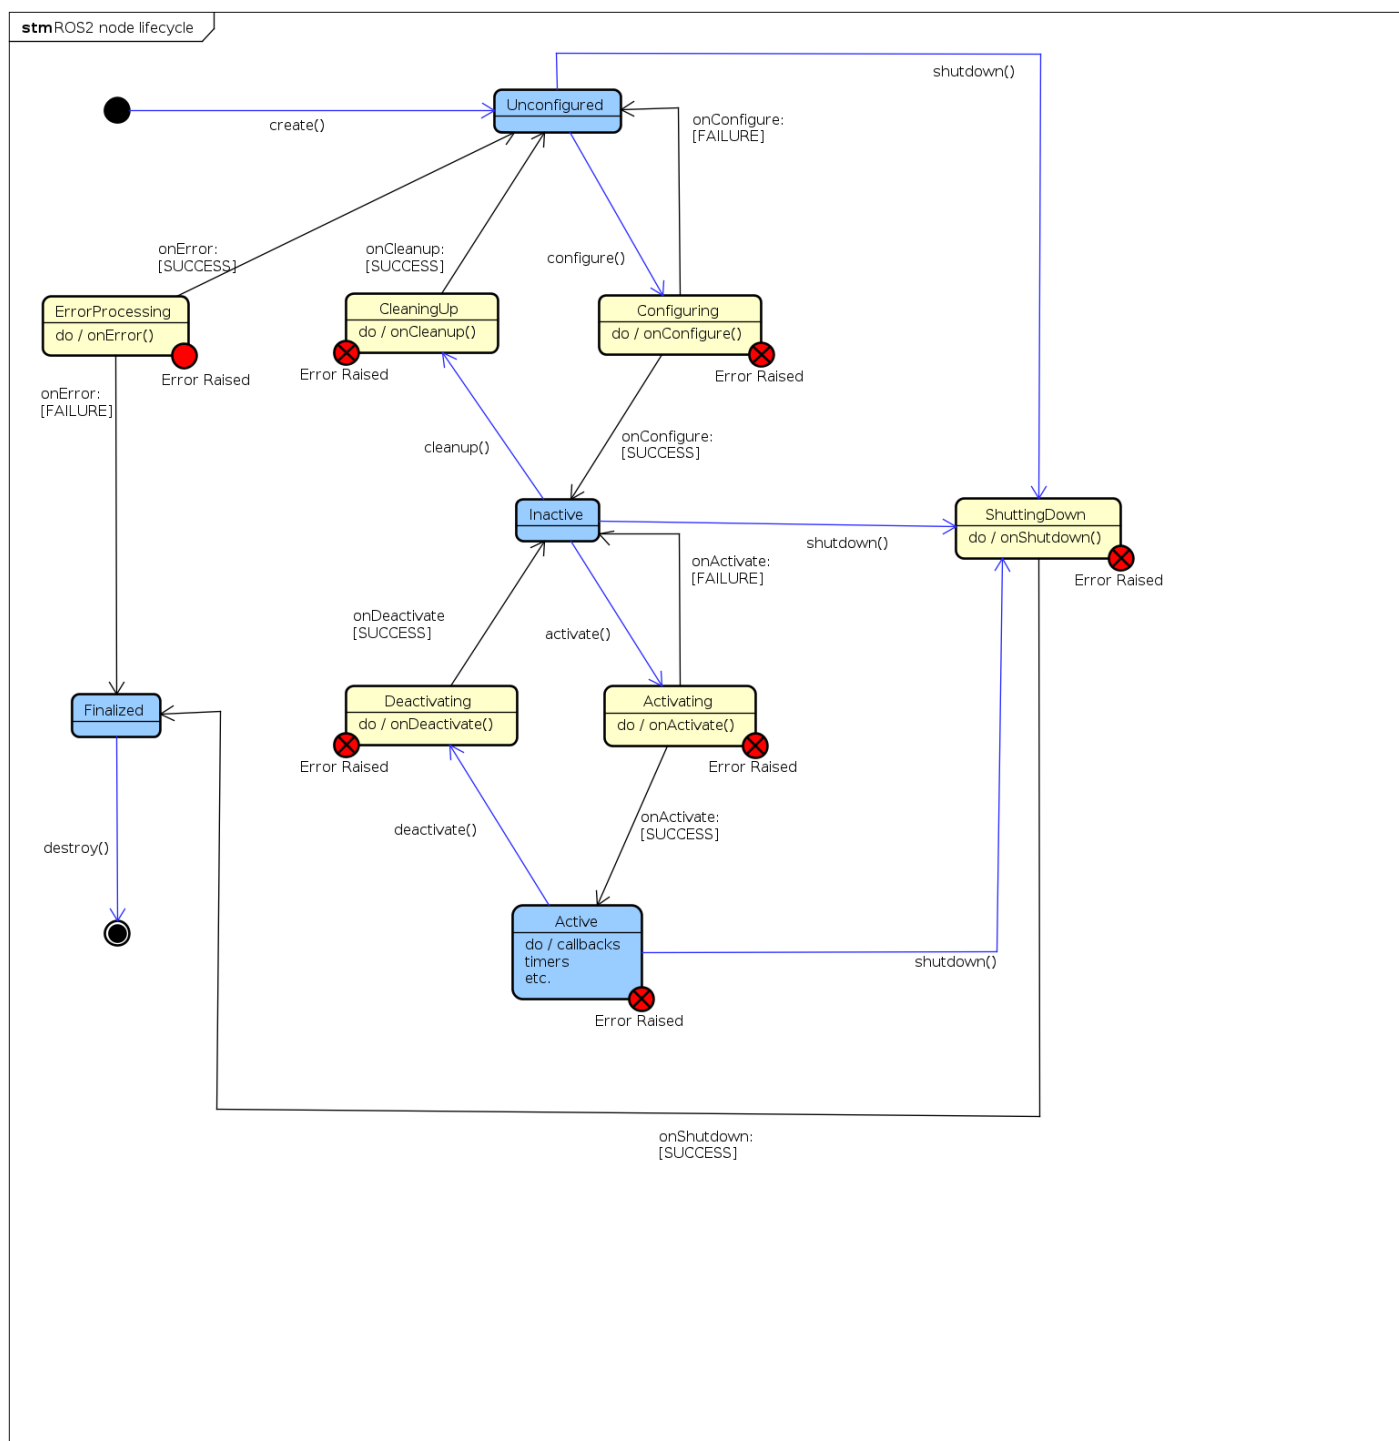 stm ROS2 node lifecycle
shutdown()
Unconfigured
create()
onConfigure:
[FAILURE]
onError:
[SUCCESS]
onCleanup:
[SUCCESS]
configure()
ErrorProcessing
do / onError()
Error Raised
CleaningUp
do / onCleanup()
Error Raised
Configuring
do / onConfigure()
Error Raised
onError:
[FAILURE]
cleanup()
onConfigure:
[SUCCESS]
Inactive
shutdown()
ShuttingDown
do / onShutdown()
Error Raised
onActivate:
[FAILURE]
onDeactivate
[SUCCESS]
activate()
Finalized
Deactivating
do / onDeactivate()
Error Raised
Activating
do / onActivate()
Error Raised
deactivate()
onActivate:
[SUCCESS]
destroy()
Active
do / callbacks
timers
etc.
Error Raised
shutdown()
onShutdown:
[SUCCESS]